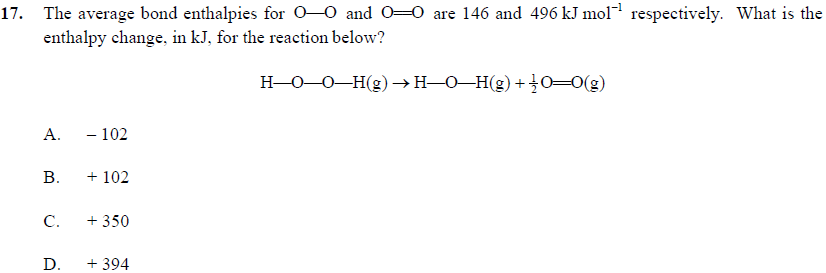 17. The average bond enthalpies for O—O and O=O are 146 and 496 kJ mol⁻¹ respectively. What is the
enthalpy change, in kJ, for the reaction below?
H—O—O—H(g) → H—O—H(g) + ½O=O(g)
A. – 102
B. + 102
C. + 350
D. + 394